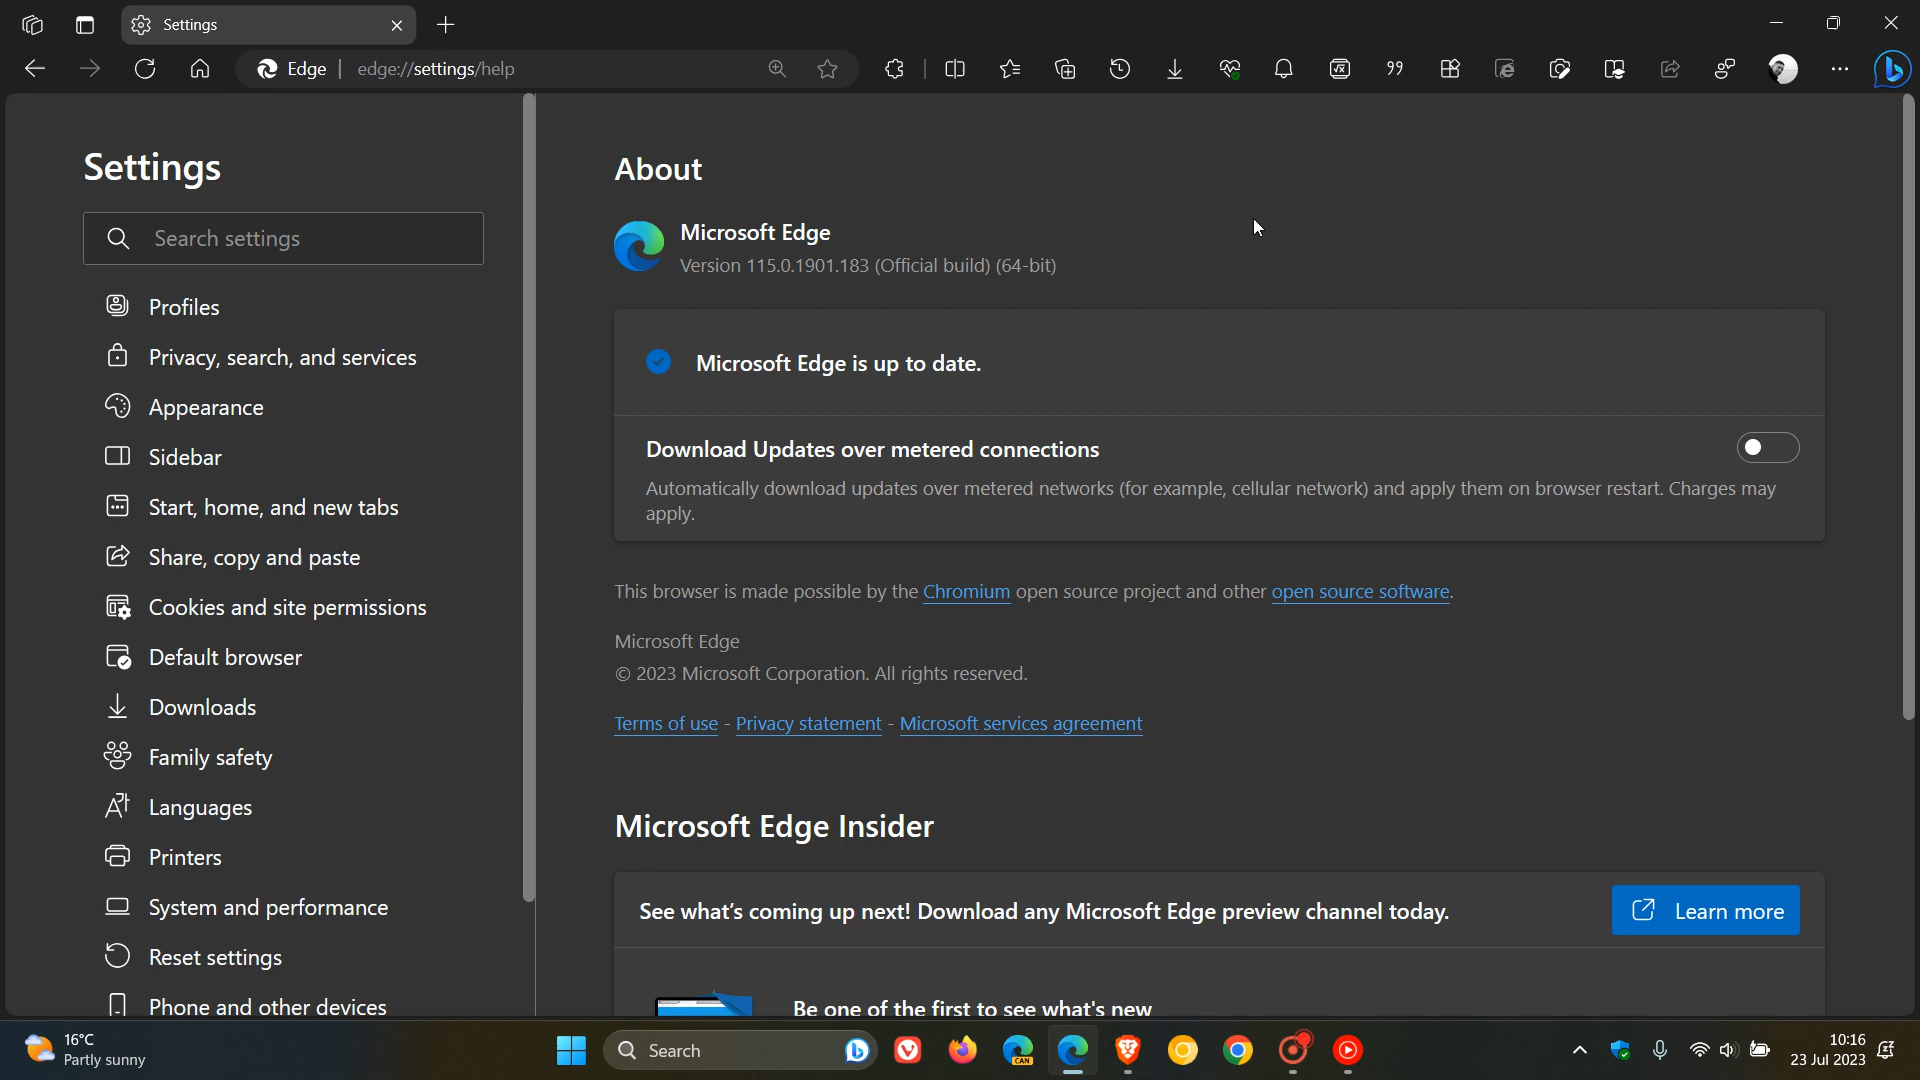 Settings
Edge
edge://settings/help
Settings
Search settings
Profiles
Privacy, search, and services
Appearance
Sidebar
Start, home, and new tabs
Share, copy and paste
Cookies and site permissions
Default browser
Downloads
Family safety
Languages
Printers
System and performance
Reset settings
Phone and other devices
About
Microsoft Edge
Version 115.0.1901.183 (Official build) (64-bit)
Microsoft Edge is up to date.
Download Updates over metered connections
Automatically download updates over metered networks (for example, cellular network) and apply them on browser restart. Charges may
apply.
This browser is made possible by the Chromium open source project and other open source software.
Microsoft Edge
© 2023 Microsoft Corporation. All rights reserved.
Terms of use - Privacy statement - Microsoft services agreement
Microsoft Edge Insider
See what's coming up next! Download any Microsoft Edge preview channel today.
Learn more
Be one of the first to see what's new
16°C
Partly sunny
Search
CAN
10:16
23 Jul 2023